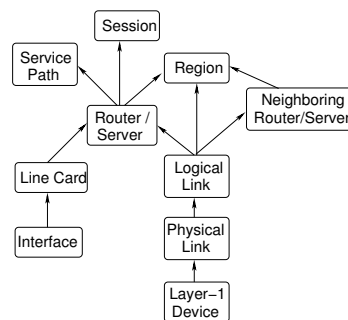 Session
Service
Path
Region
Neighboring
Router/Server
Router /
Server
Line Card
Logical
Link
Interface
Physical
Link
Layer−1
Device